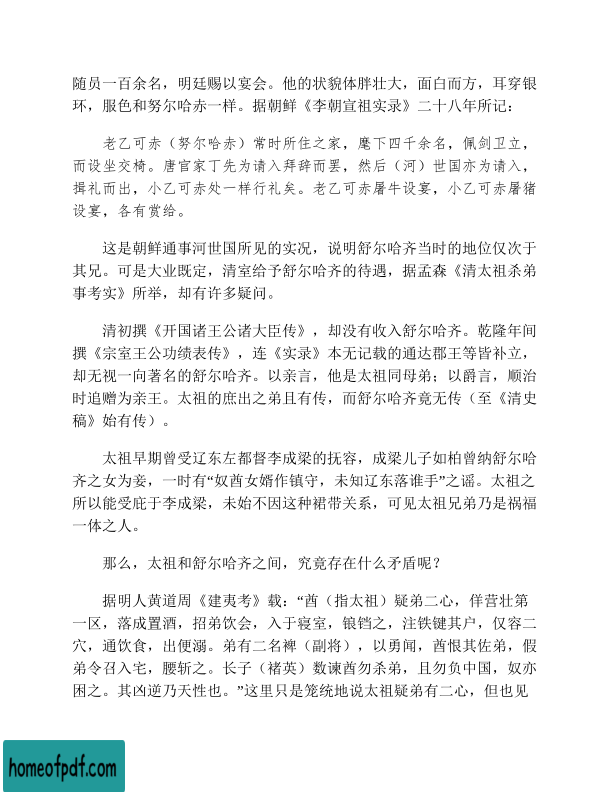 随员一百余名，明廷赐以宴会。他的状貌体胖壮大，面白而方，耳穿银
环，服色和努尔哈赤一样。据朝鲜《李朝宣祖实录》二十八年所记：
老乙可赤（努尔哈赤）常时所住之家，麾下四千余名，佩剑卫立，
而设坐交椅。唐官家丁先为请入拜辞而罢，然后（河）世国亦为请入，
揖礼而出，小乙可赤处一样行礼矣。老乙可赤屠牛设宴，小乙可赤屠猪
设宴，各有赏给。
这是朝鲜通事河世国所见的实况，说明舒尔哈齐当时的地位仅次于
其兄。可是大业既定，清室给予舒尔哈齐的待遇，据孟森《清太祖杀弟
事考实》所举，却有许多疑问。
清初撰《开国诸王公诸大臣传》，却没有收入舒尔哈齐。乾隆年间
撰《宗室王公功绩表传》，连《实录》本无记载的通达郡王等皆补立，
却无视一向著名的舒尔哈齐。以亲言，他是太祖同母弟；以爵言，顺治
时追赠为亲王。太祖的庶出之弟且有传，而舒尔哈齐竟无传（至《清史
稿》始有传）。
太祖早期曾受辽东左都督李成梁的抚容，成梁儿子如柏曾纳舒尔哈
齐之女为妾，一时有“奴酋女婿作镇守，未知辽东落谁手”之谣。太祖之
所以能受庇于李成梁，未始不因这种裙带关系，可见太祖兄弟乃是祸福
一体之人。
那么，太祖和舒尔哈齐之间，究竟存在什么矛盾呢？
据明人黄道周《建夷考》载：“酋（指太祖）疑弟二心，佯营壮第
一区，落成置酒，招弟饮会，入于寝室，锒铛之，注铁键其户，仅容二
穴，通饮食，出便溺。弟有二名裨（副将），以勇闻，酋恨其佐弟，假
弟令召入宅，腰斩之。长子（褚英）数谏酋勿杀弟，且勿负中国，奴亦
困之。其凶逆乃天性也。”这里只是笼统地说太祖疑弟有二心，但也见
homeofpdf.com